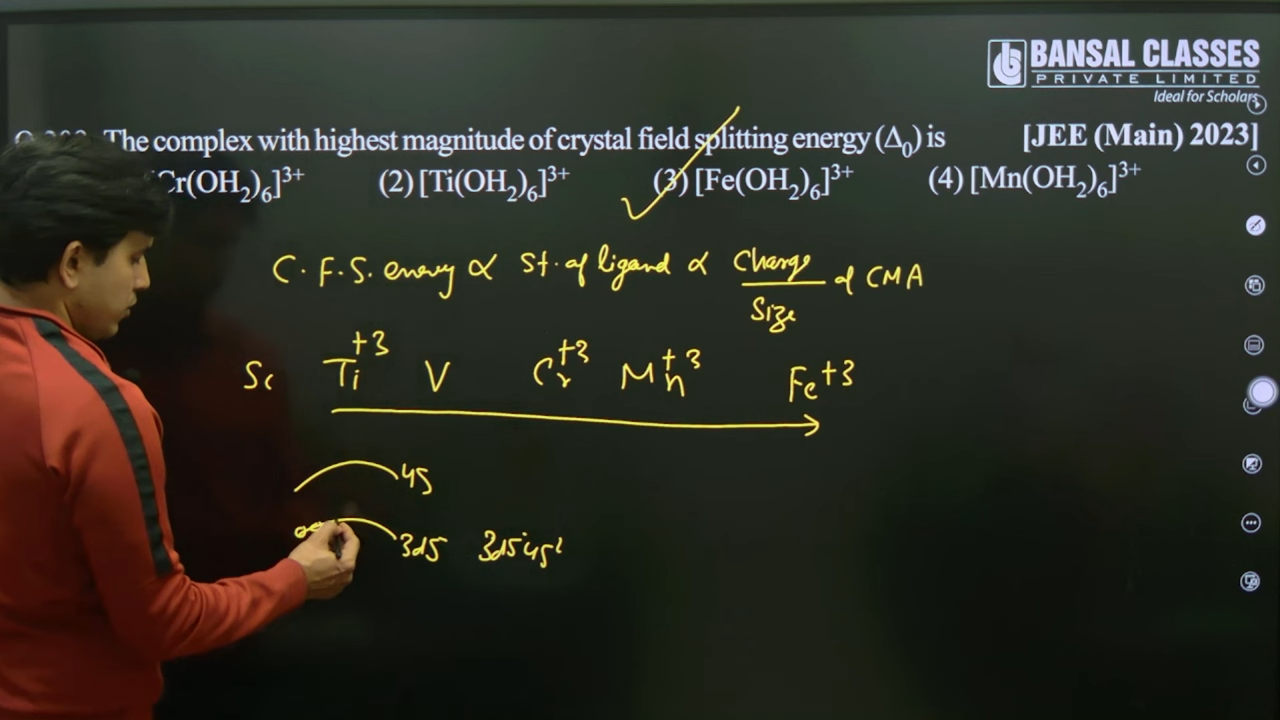 BANSAL CLASSES
PRIVATE LIMITED
Ideal for Scholars
The complex with highest magnitude of crystal field splitting energy (Δ₀) is [JEE (Main) 2023]
Cr(OH₂)₆]³⁺ (2) [Ti(OH₂)₆]³⁺ (3) [Fe(OH₂)₆]³⁺ (4) [Mn(OH₂)₆]³⁺
C.F.S. energy ∝ St. of ligand ∝ Charge/Size of CMA
Sc Ti⁺³ V Cr⁺³ Mn⁺³ Fe⁺³
4s
3d5 3d5 4s²